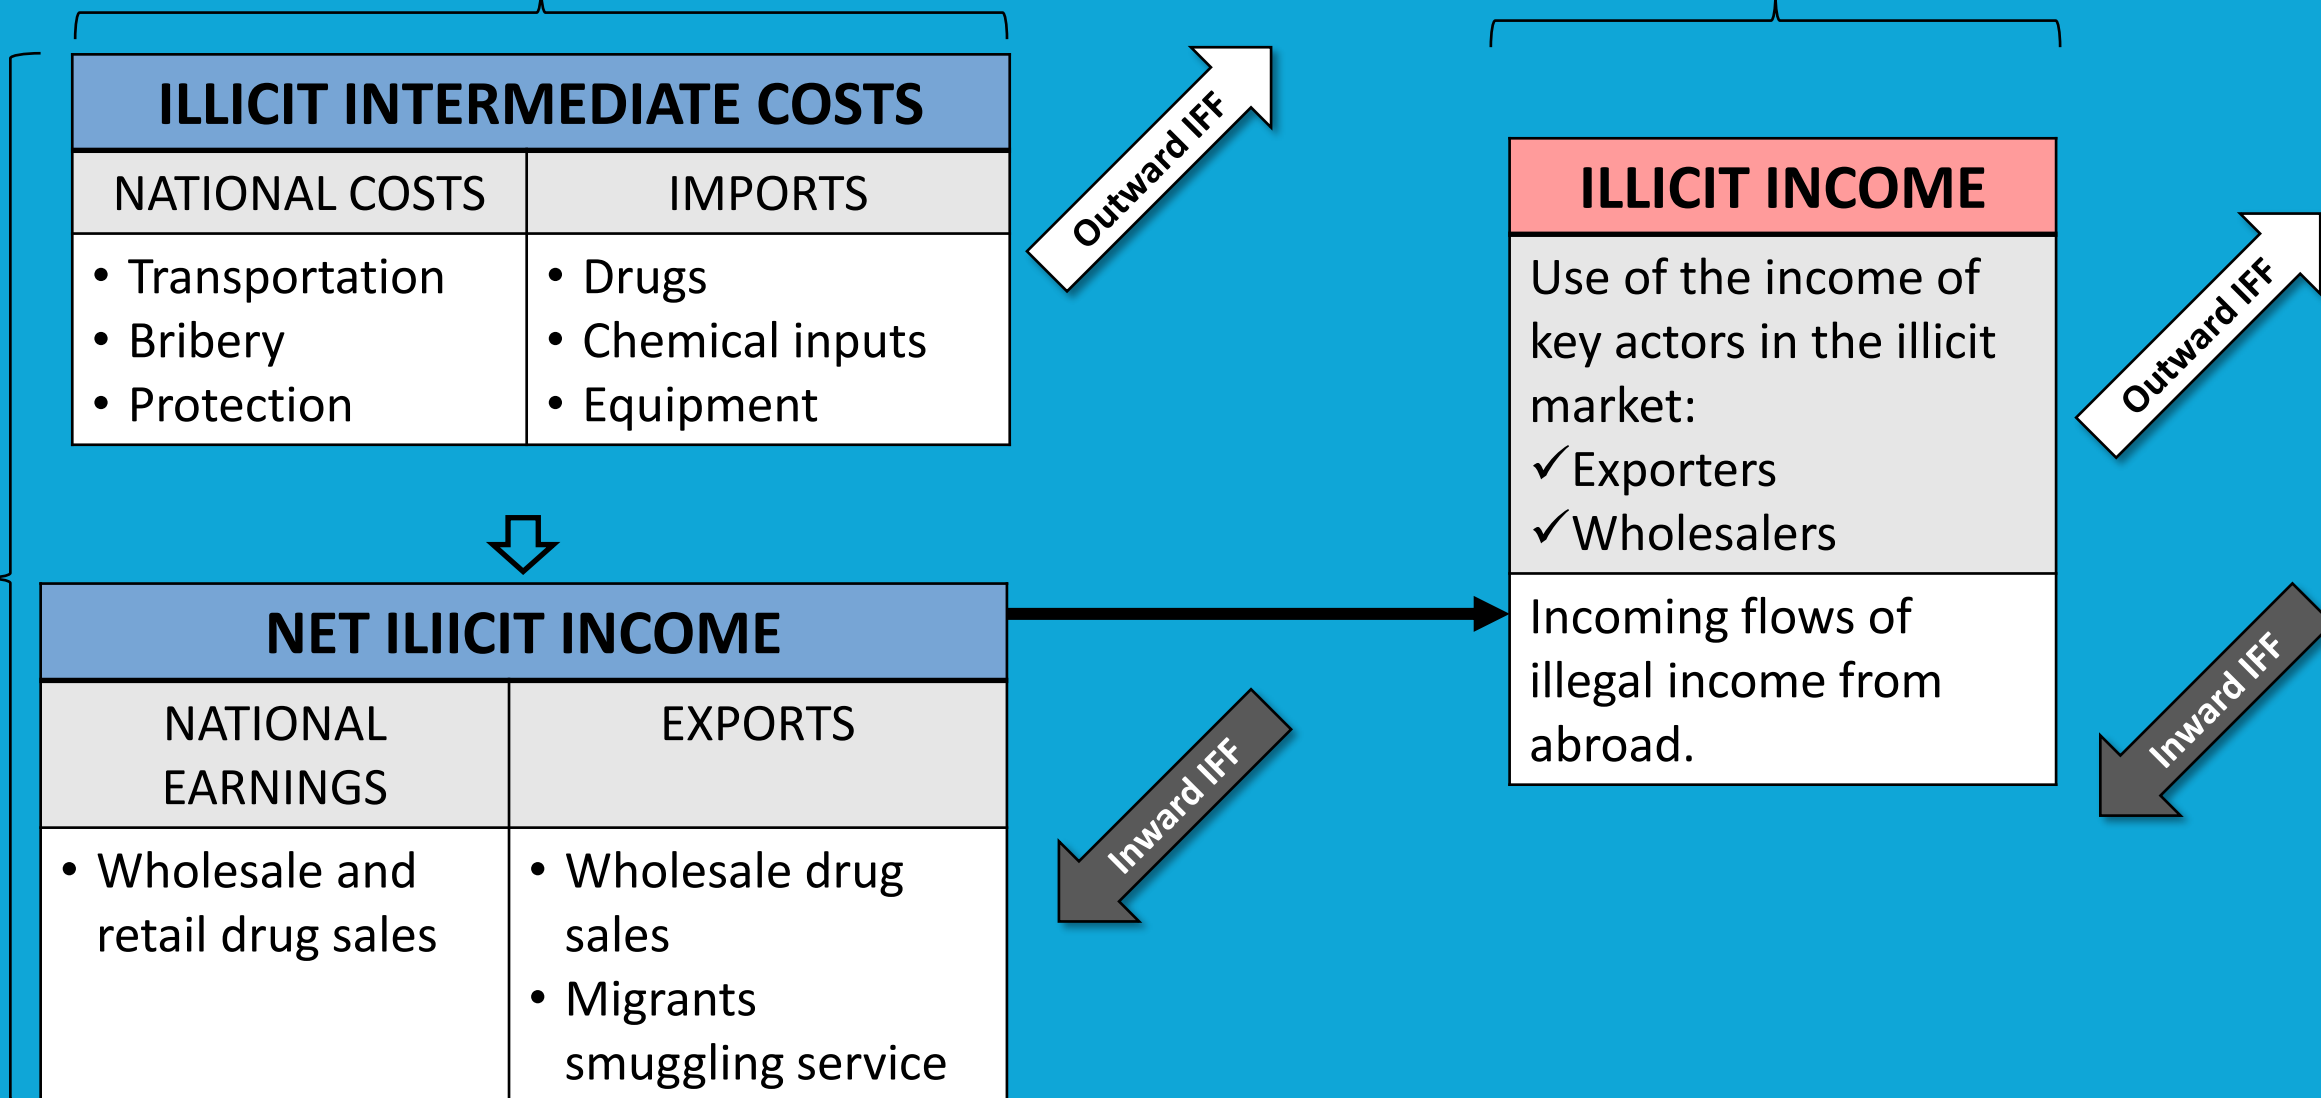 ILLICIT INTERMEDIATE COSTS
NATIONAL COSTS
IMPORTS
• Transportation
• Bribery
• Protection
• Drugs
• Chemical inputs
• Equipment
Outward IFF
NET ILIICIT INCOME
NATIONAL
EARNINGS
EXPORTS
• Wholesale and
retail drug sales
• Wholesale drug
sales
• Migrants
smuggling service
Inward IFF
ILLICIT INCOME
Use of the income of
key actors in the illicit
market:
✓Exporters
✓Wholesalers
Incoming flows of
illegal income from
abroad.
Outward IFF
Inward IFF